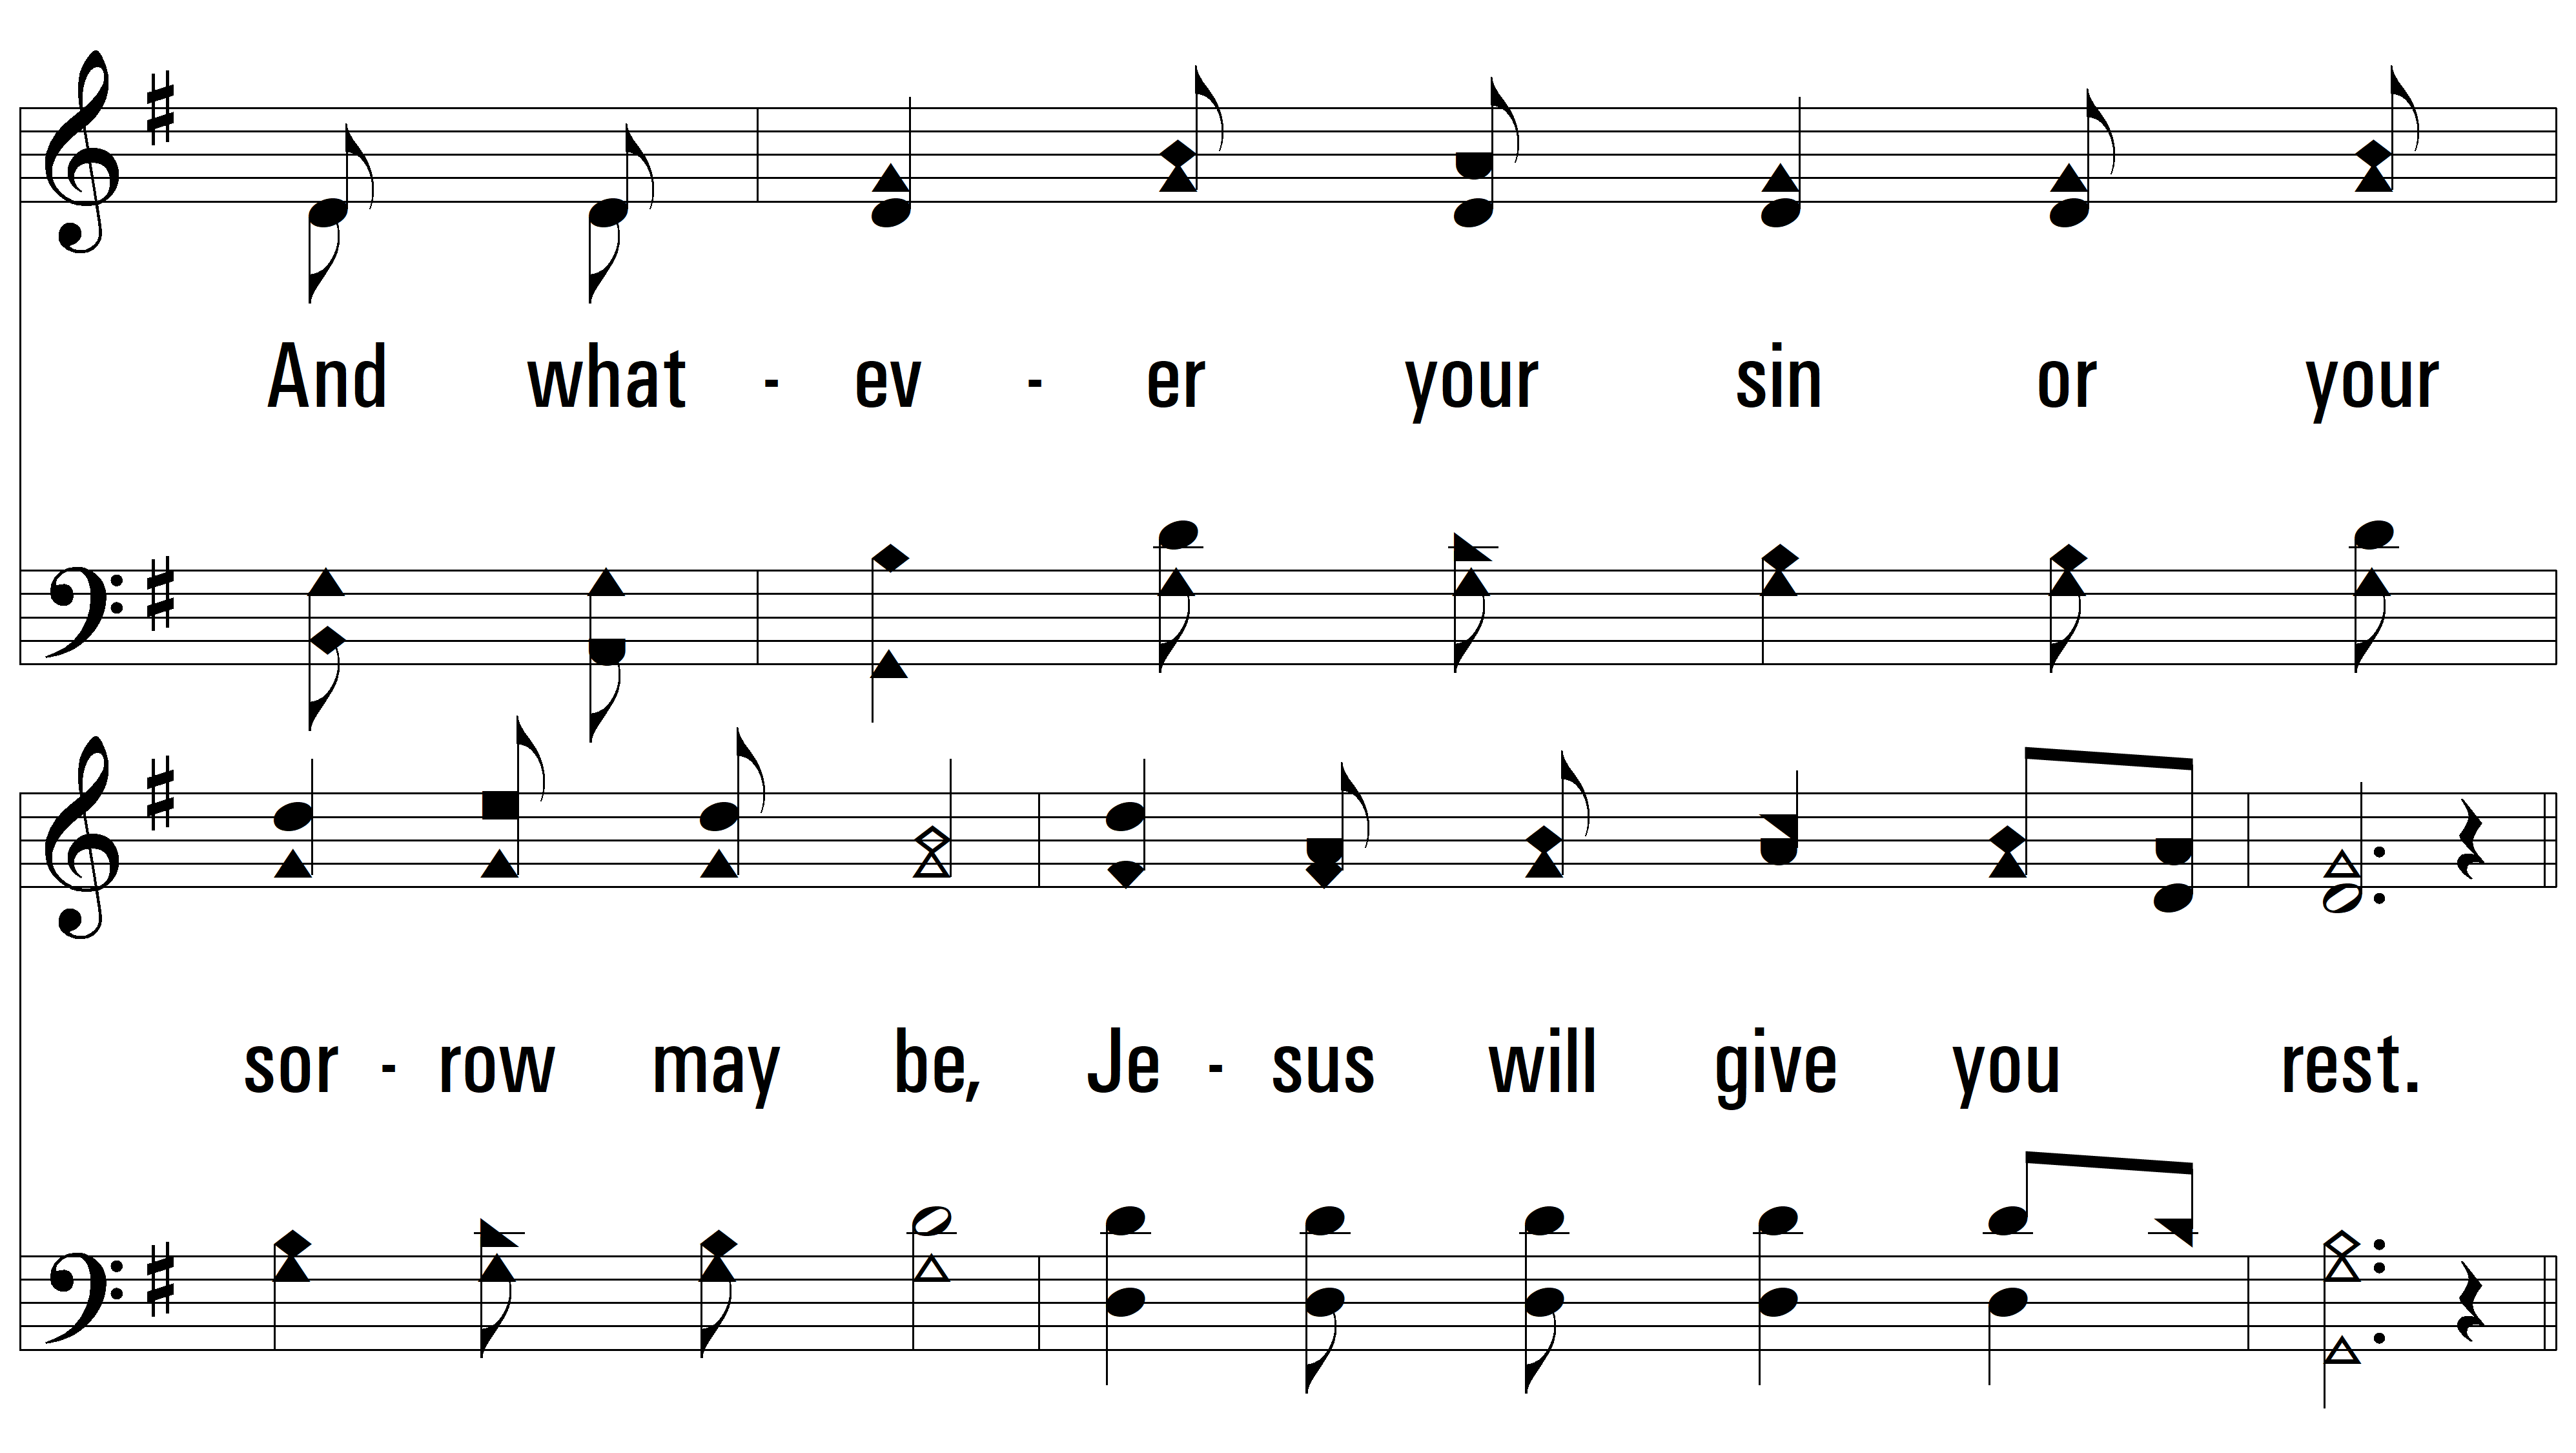 And what - ev - er your sin or your
sor - row may be, Je - sus will give you rest.